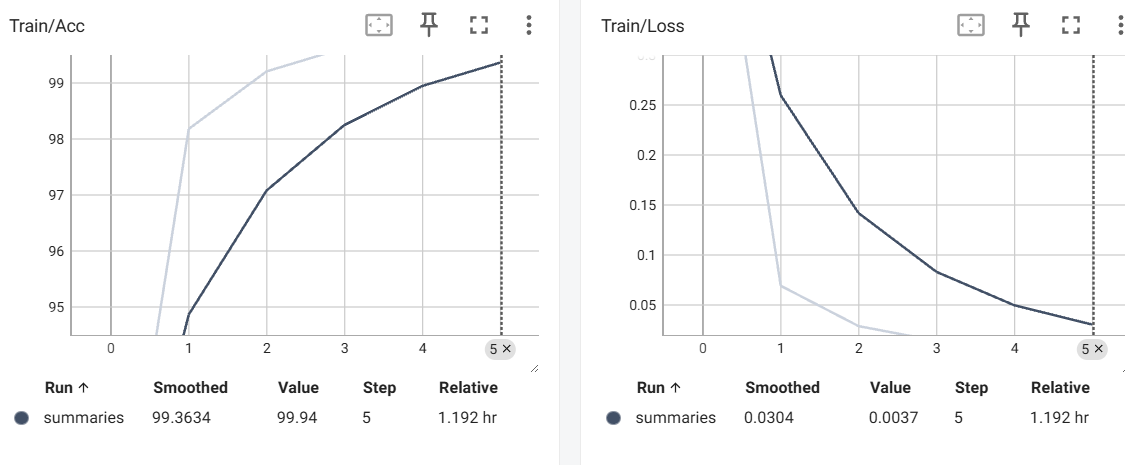 Train/Acc
99
98
97
96
95
0 1 2 3 4 5 ×
Run ↑ Smoothed Value Step Relative
summaries 99.3634 99.94 5 1.192 hr
Train/Loss
0.3
0.25
0.2
0.15
0.1
0.05
0 1 2 3 4 5 ×
Run ↑ Smoothed Value Step Relative
summaries 0.0304 0.0037 5 1.192 hr